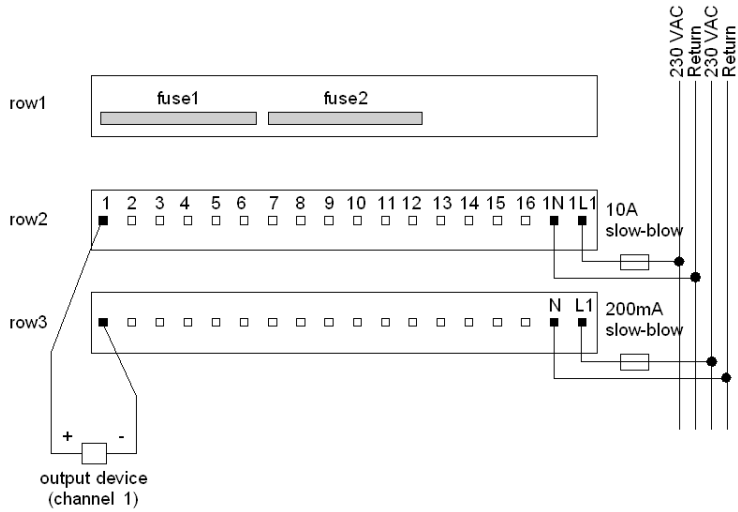 230 VAC
Return
230 VAC
Return
row1
fuse1 fuse2
row2
1 2 3 4 5 6 7 8 9 10 11 12 13 14 15 16 1N 1L1
10A
slow-blow
row3
N L1
200mA
slow-blow
+ -
output device
(channel 1)